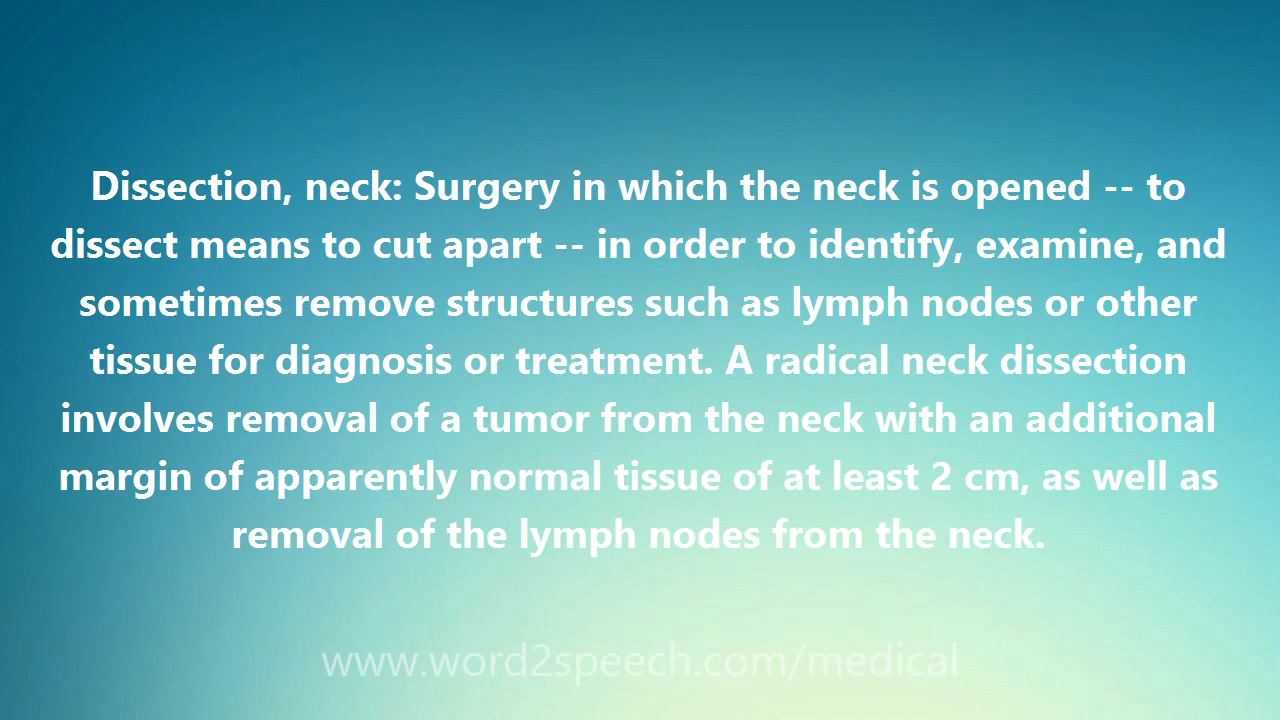 Dissection, neck: Surgery in which the neck is opened -- to
dissect means to cut apart -- in order to identify, examine, and
sometimes remove structures such as lymph nodes or other
tissue for diagnosis or treatment. A radical neck dissection
involves removal of a tumor from the neck with an additional
margin of apparently normal tissue of at least 2 cm, as well as
removal of the lymph nodes from the neck.
www.word2speech.com/medical